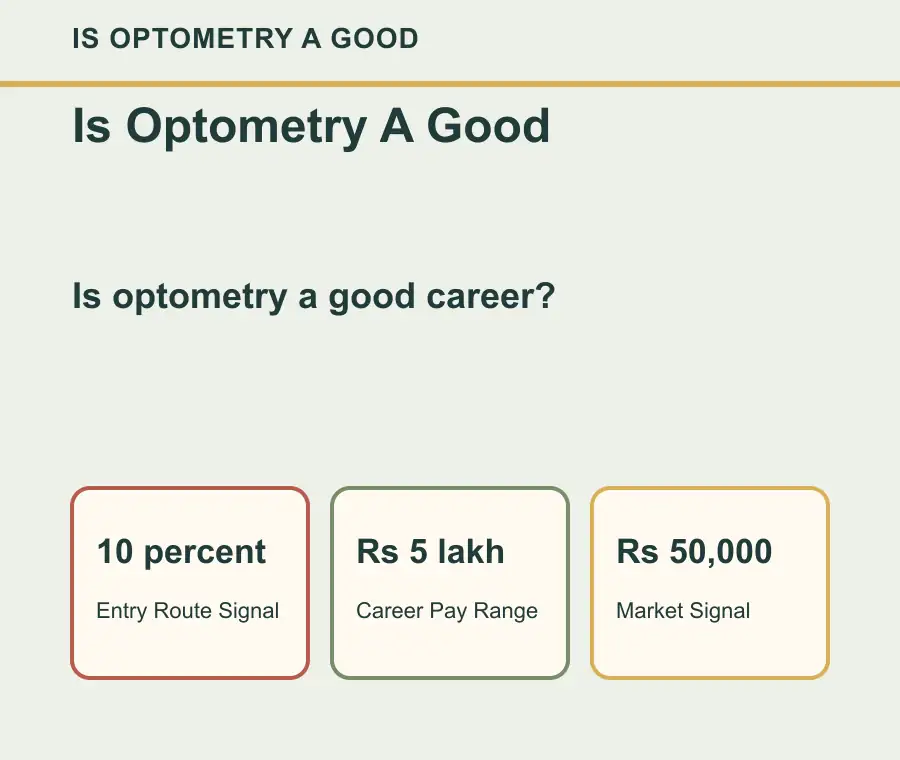 IS OPTOMETRY A GOOD
Is Optometry A Good
Is optometry a good career?
10 percent
Entry Route Signal
Rs 5 lakh
Career Pay Range
Rs 50,000
Market Signal